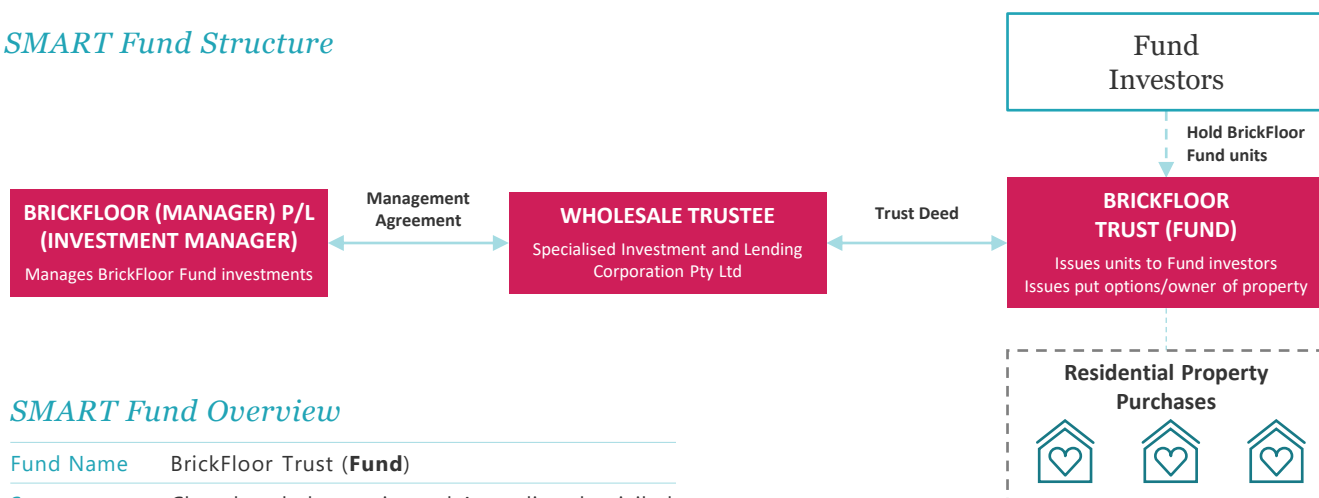 SMART Fund Structure
Fund
Investors
Hold BrickFloor
Fund units
BRICKFLOOR (MANAGER) P/L
(INVESTMENT MANAGER)
Manages BrickFloor Fund investments
Management
Agreement
WHOLESALE TRUSTEE
Specialised Investment and Lending
Corporation Pty Ltd
Trust Deed
BRICKFLOOR
TRUST (FUND)
Issues units to Fund investors
Issues put options/owner of property
Residential Property
Purchases
SMART Fund Overview
Fund Name BrickFloor Trust (Fund)